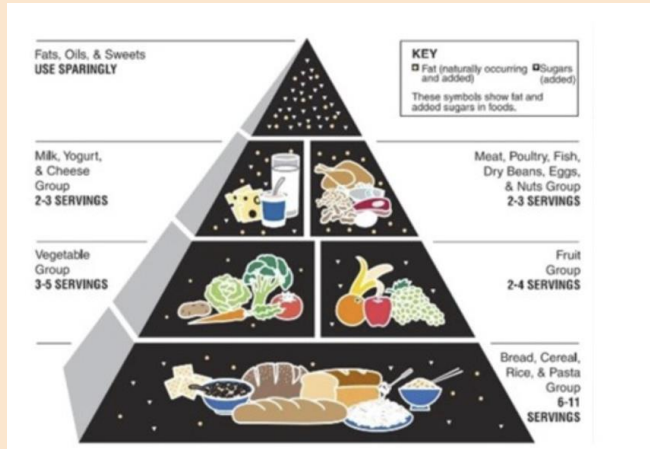 Fats, Oils, & Sweets
USE SPARINGLY
KEY
Fat (naturally occurring and added)
Sugars (added)
These symbols show fat and
added sugars in foods.
Milk, Yogurt,
& Cheese
Group
2-3 SERVINGS
Meat, Poultry, Fish,
Dry Beans, Eggs,
& Nuts Group
2-3 SERVINGS
Vegetable
Group
3-5 SERVINGS
Fruit
Group
2-4 SERVINGS
Bread, Cereal,
Rice, & Pasta
Group
6-11
SERVINGS